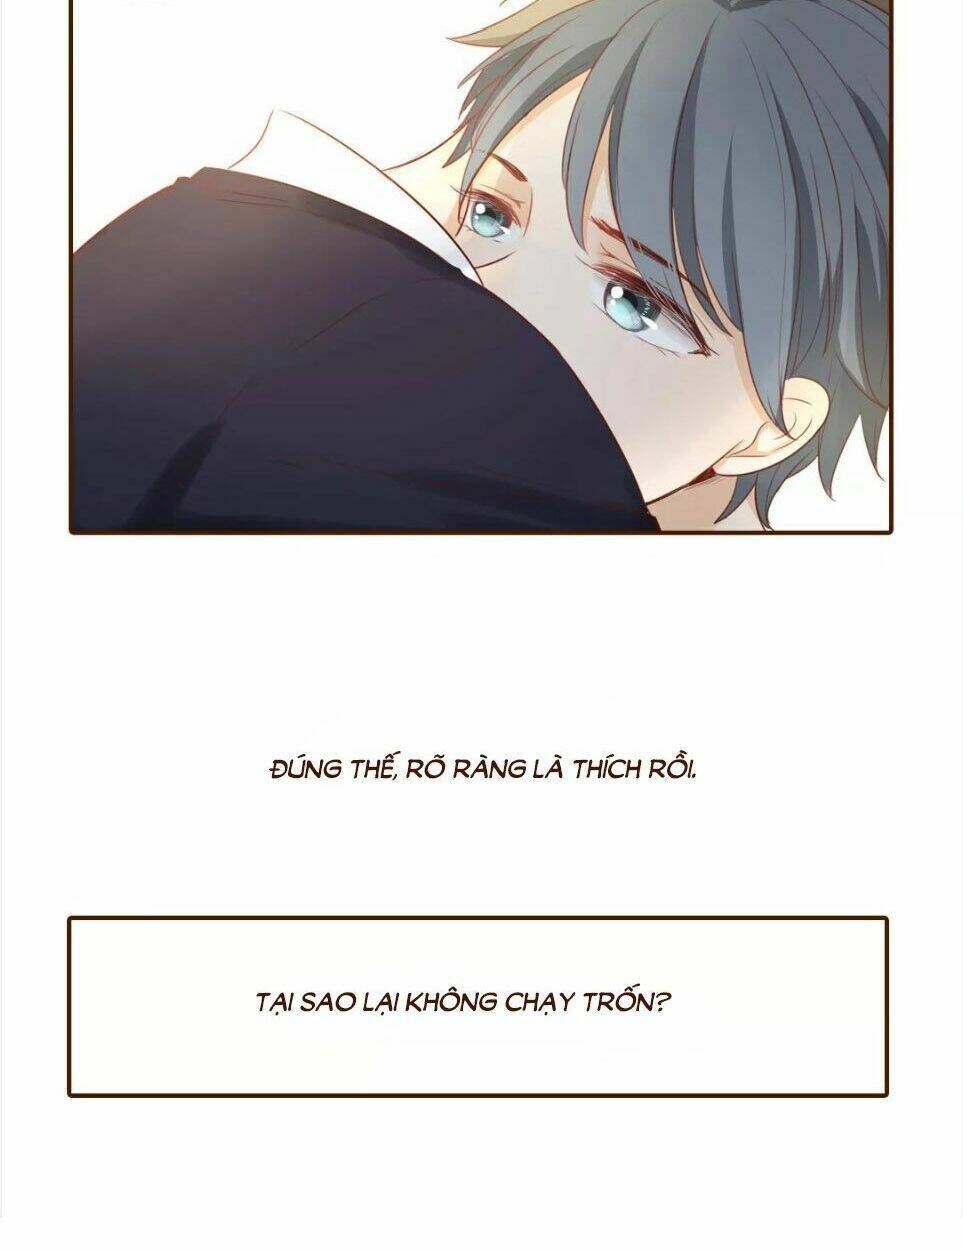 ĐÚNG THẾ, RÕ RÀNG LÀ THÍCH RỒI.
TẠI SAO LẠI KHÔNG CHẠY TRỐN?